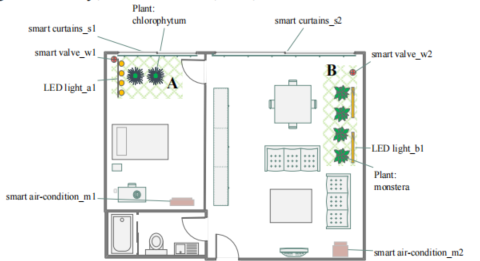 Plant:
chlorophytum
smart curtains_s1
smart curtains_s2
smart valve_w1
smart valve_w2
LED light_a1
A
B
LED light_b1
Plant:
monstera
smart air-condition_m1
smart air-condition_m2